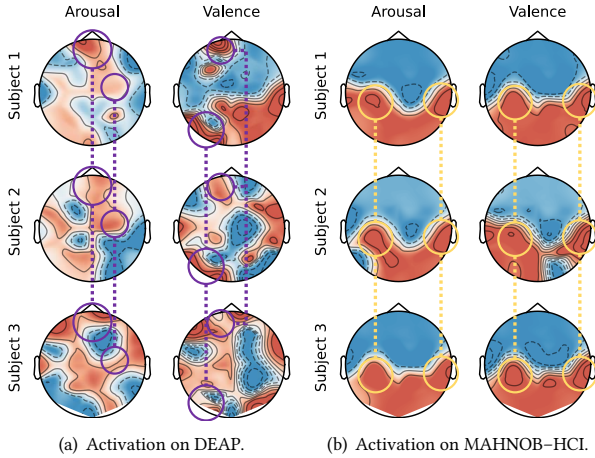 Arousal Valence Arousal Valence
Subject 1 Subject 1
Subject 2 Subject 2
Subject 3 Subject 3
(a) Activation on DEAP. (b) Activation on MAHNOB–HCI.